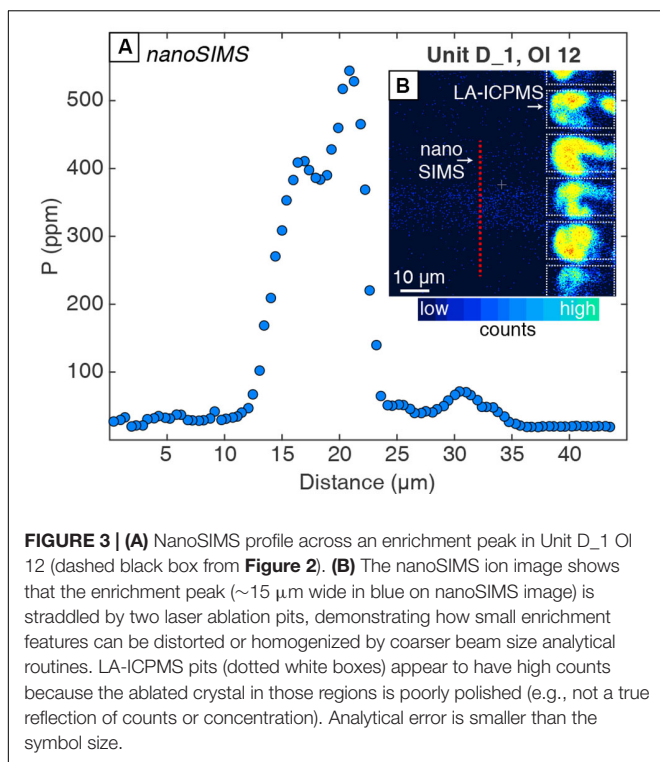 A nanoSIMS
Unit D_1, Ol 12
B
LA-ICPMS
nano
SIMS
10 µm
low high
counts
500
400
300
200
100
P (ppm)
5 10 15 20 25 30 35 40
Distance (µm)
FIGURE 3 | (A) NanoSIMS profile across an enrichment peak in Unit D_1 Ol
12 (dashed black box from Figure 2). (B) The nanoSIMS ion image shows
that the enrichment peak (∼15 µm wide in blue on nanoSIMS image) is
straddled by two laser ablation pits, demonstrating how small enrichment
features can be distorted or homogenized by coarser beam size analytical
routines. LA-ICPMS pits (dotted white boxes) appear to have high counts
because the ablated crystal in those regions is poorly polished (e.g., not a true
reflection of counts or concentration). Analytical error is smaller than the
symbol size.